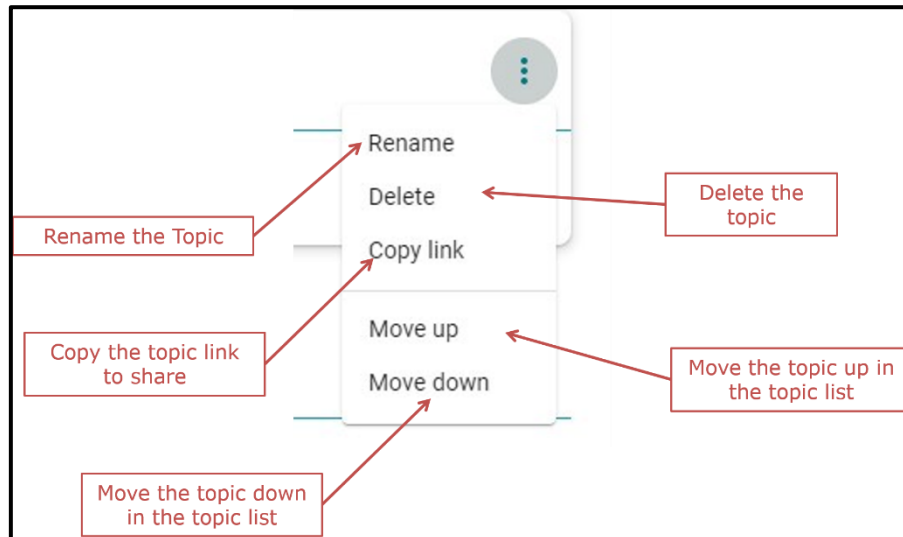 Rename
Delete
Copy link
Move up
Move down
Rename the Topic
Delete the
topic
Copy the topic link
to share
Move the topic up in
the topic list
Move the topic down
in the topic list